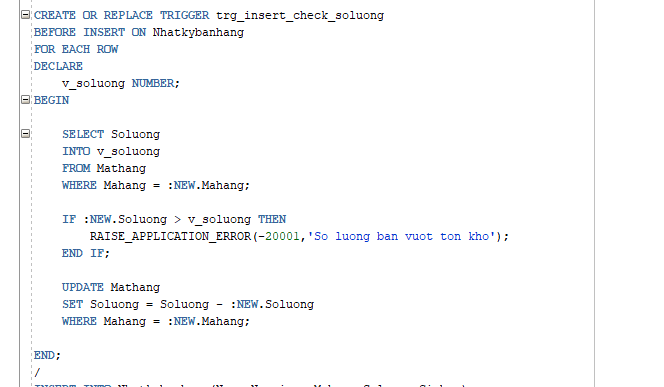 CREATE OR REPLACE TRIGGER trg_insert_check_soluong
BEFORE INSERT ON Nhatkybanhang
FOR EACH ROW
DECLARE
    v_soluong NUMBER;
BEGIN

    SELECT Soluong
    INTO v_soluong
    FROM Mathang
    WHERE Mahang = :NEW.Mahang;

    IF :NEW.Soluong > v_soluong THEN
        RAISE_APPLICATION_ERROR(-20001,'So luong ban vuot ton kho');
    END IF;

    UPDATE Mathang
    SET Soluong = Soluong - :NEW.Soluong
    WHERE Mahang = :NEW.Mahang;

END;
/